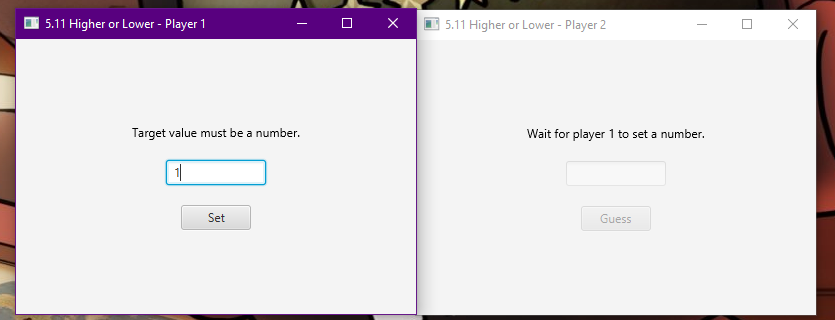 5.11 Higher or Lower - Player 1
Target value must be a number.
1
Set
5.11 Higher or Lower - Player 2
Wait for player 1 to set a number.
Guess